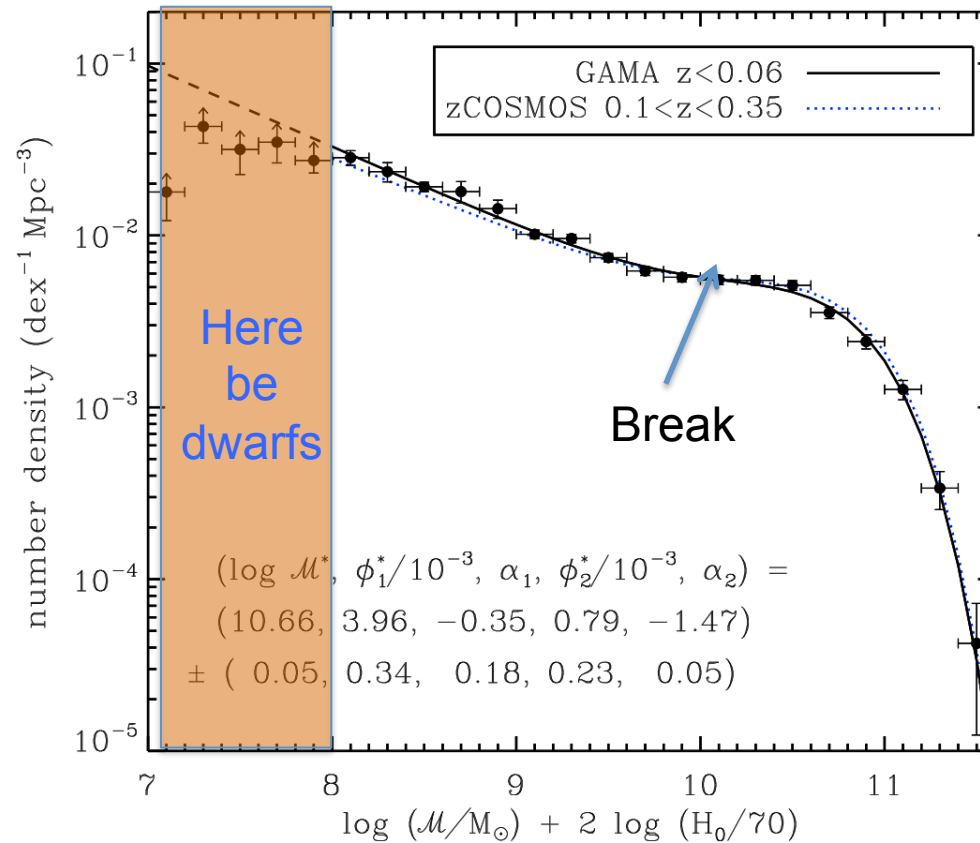 10⁻¹
10⁻²
10⁻³
10⁻⁴
10⁻⁵
number density (dex⁻¹ Mpc⁻³)
GAMA z<0.06
zCOSMOS 0.1<z<0.35
Here
be
dwarfs
Break
(log ℳ*, ϕ₁*/10⁻³, α₁, ϕ₂*/10⁻³, α₂) =
(10.66, 3.96, −0.35, 0.79, −1.47)
± ( 0.05, 0.34, 0.18, 0.23, 0.05)
7 8 9 10 11
log (ℳ/M☉) + 2 log (H₀/70)